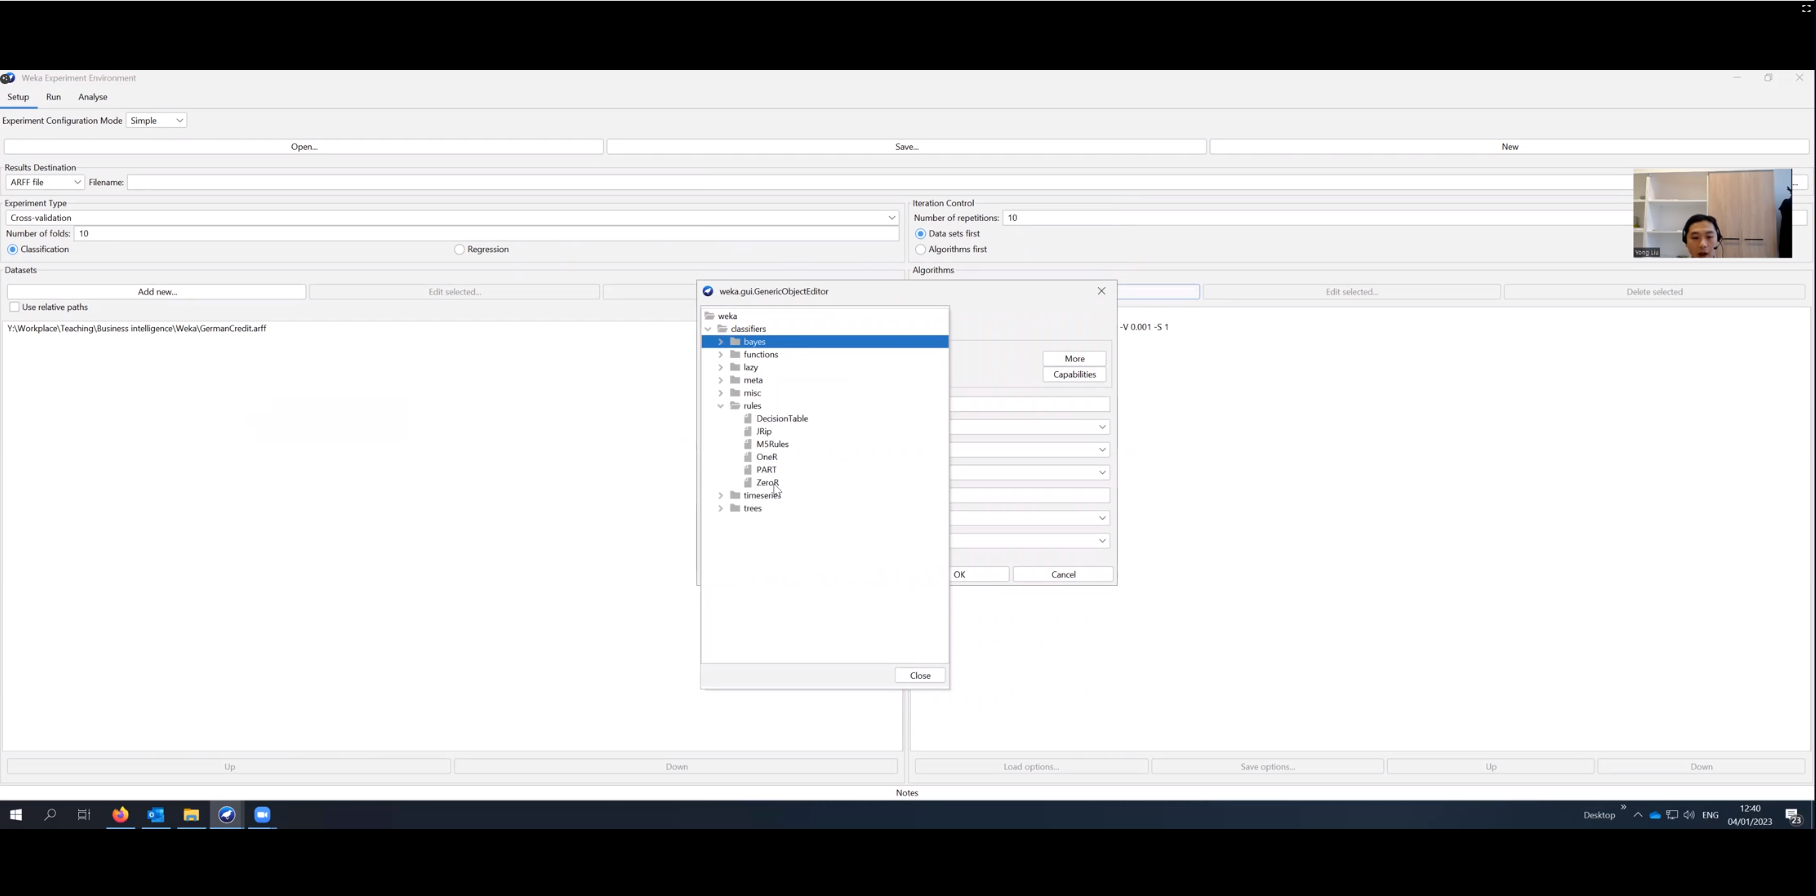 Weka Experiment Environment
Setup Run Analyse
Experiment Configuration Mode Simple
Open... Save... New
Results Destination
ARFF file Filename: ...
Experiment Type Iteration Control
Cross-validation Number of repetitions: 10
Number of folds: 10 Data sets first
Classification Regression Algorithms first
Yong Liu
Datasets Algorithms
Add new... Edit selected... Edit selected... Delete selected
Use relative paths
Y:\Workplace\Teaching\Business intelligence\Weka\GermanCredit.arff -V 0.001 -S 1
weka.gui.GenericObjectEditor
weka
classifiers
bayes
functions
lazy
meta
misc
rules
DecisionTable
JRip
M5Rules
OneR
PART
ZeroR
timeseries
trees
More
Capabilities
OK Cancel
Close
Up Down Load options... Save options... Up Down
Notes
Desktop ENG 12:40
04/01/2023 23